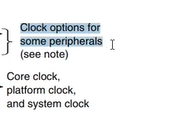 Clock options for
some peripherals
(see note)
Core clock,
platform clock,
and system clock